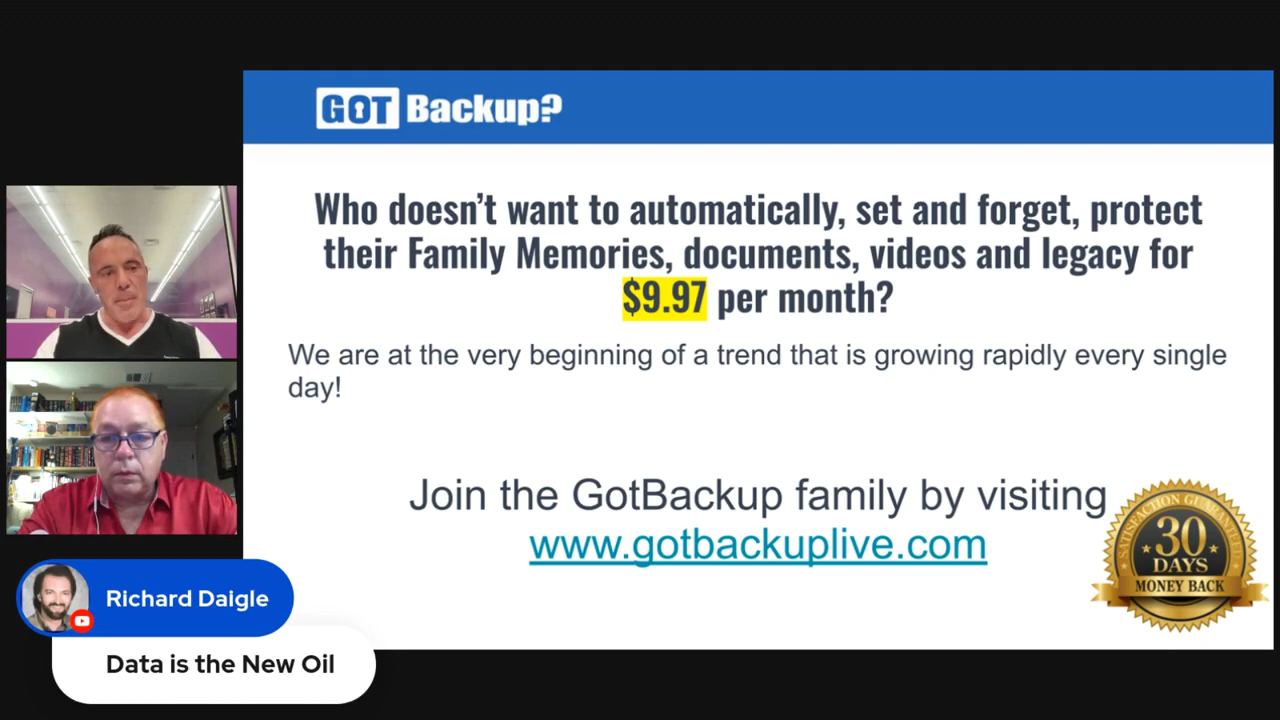 GOT Backup?
Who doesn't want to automatically, set and forget, protect
their Family Memories, documents, videos and legacy for
$9.97 per month?
We are at the very beginning of a trend that is growing rapidly every single
day!
Join the GotBackup family by visiting
www.gotbackuplive.com
SATISFACTION GUARANTEED
30
DAYS
MONEY BACK
Richard Daigle
Data is the New Oil